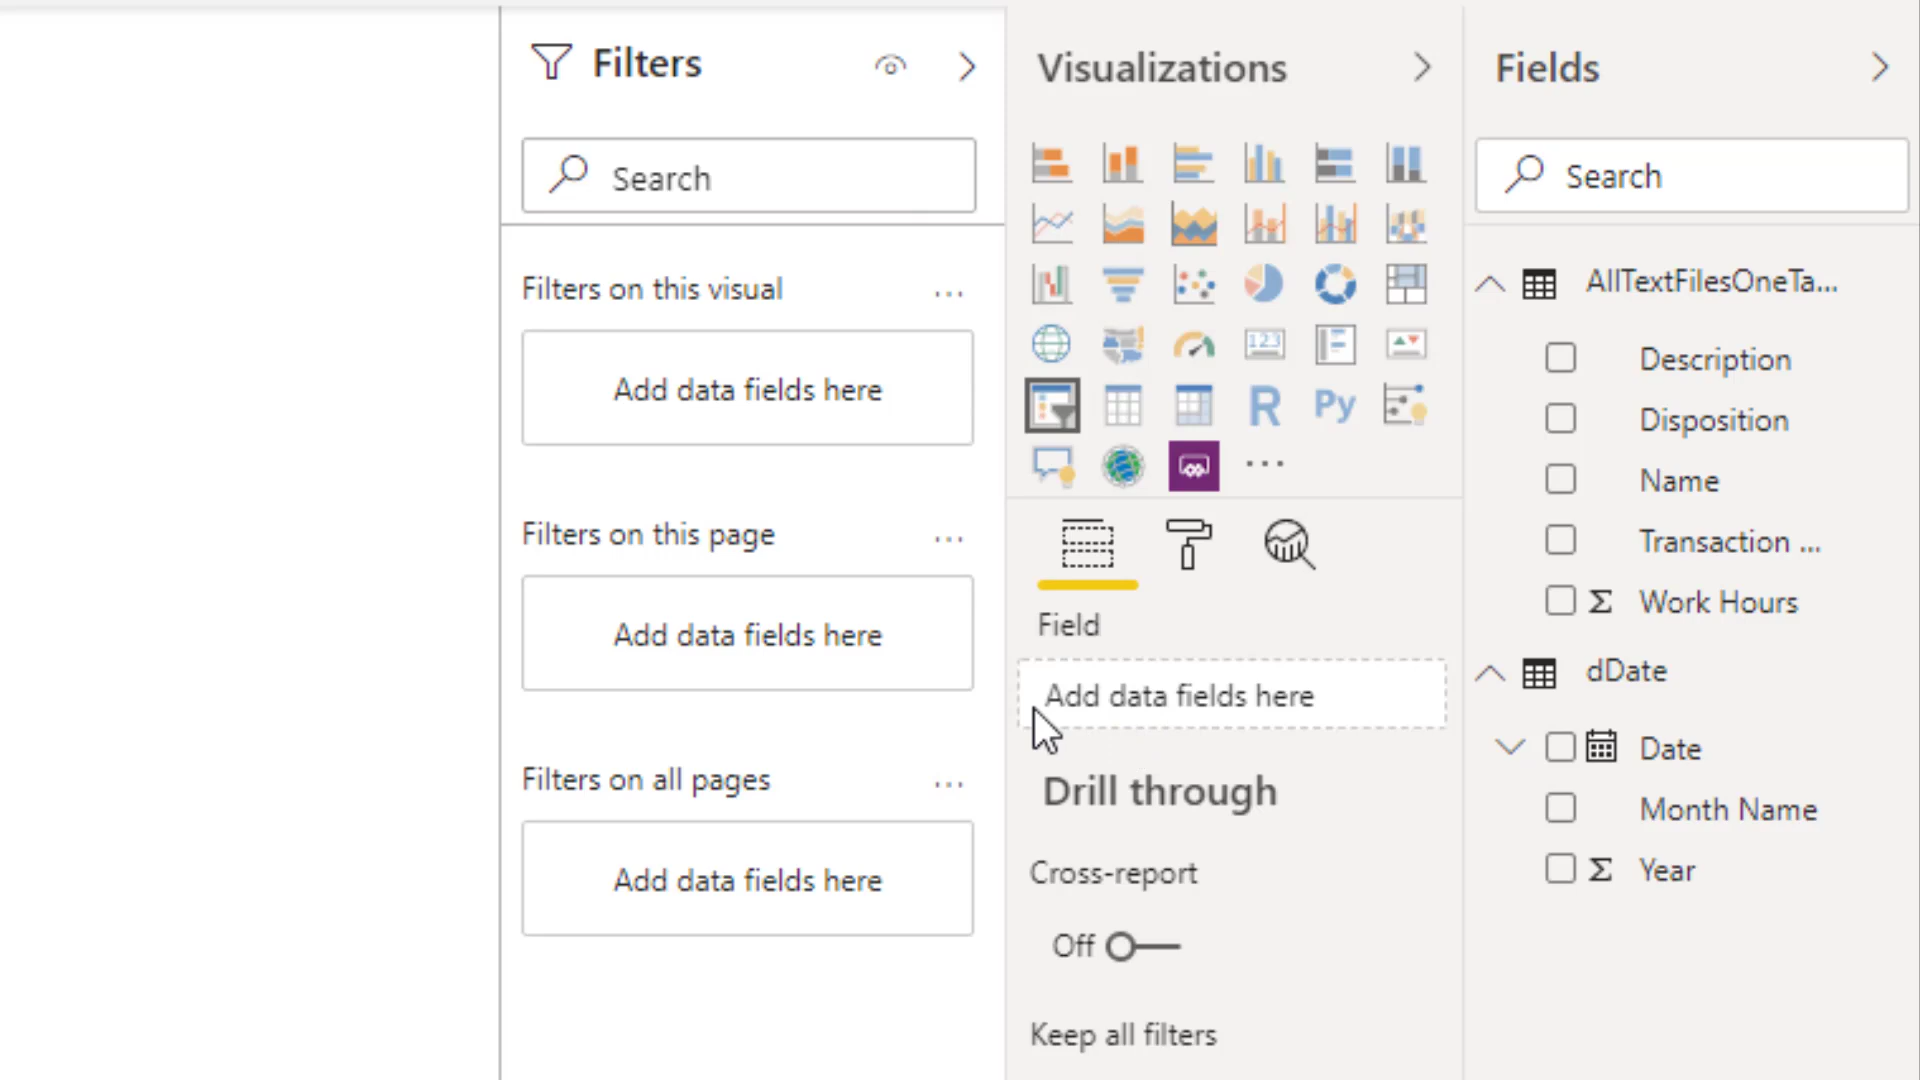 Filters
Search
Filters on this visual
...
Add data fields here
Filters on this page
...
Add data fields here
Filters on all pages
...
Add data fields here
Visualizations
123
R
Py
...
Field
Add data fields here
Drill through
Cross-report
Off
Keep all filters
Fields
Search
AllTextFilesOneTa...
Description
Disposition
Name
Transaction ...
Σ Work Hours
dDate
Date
Month Name
Σ Year